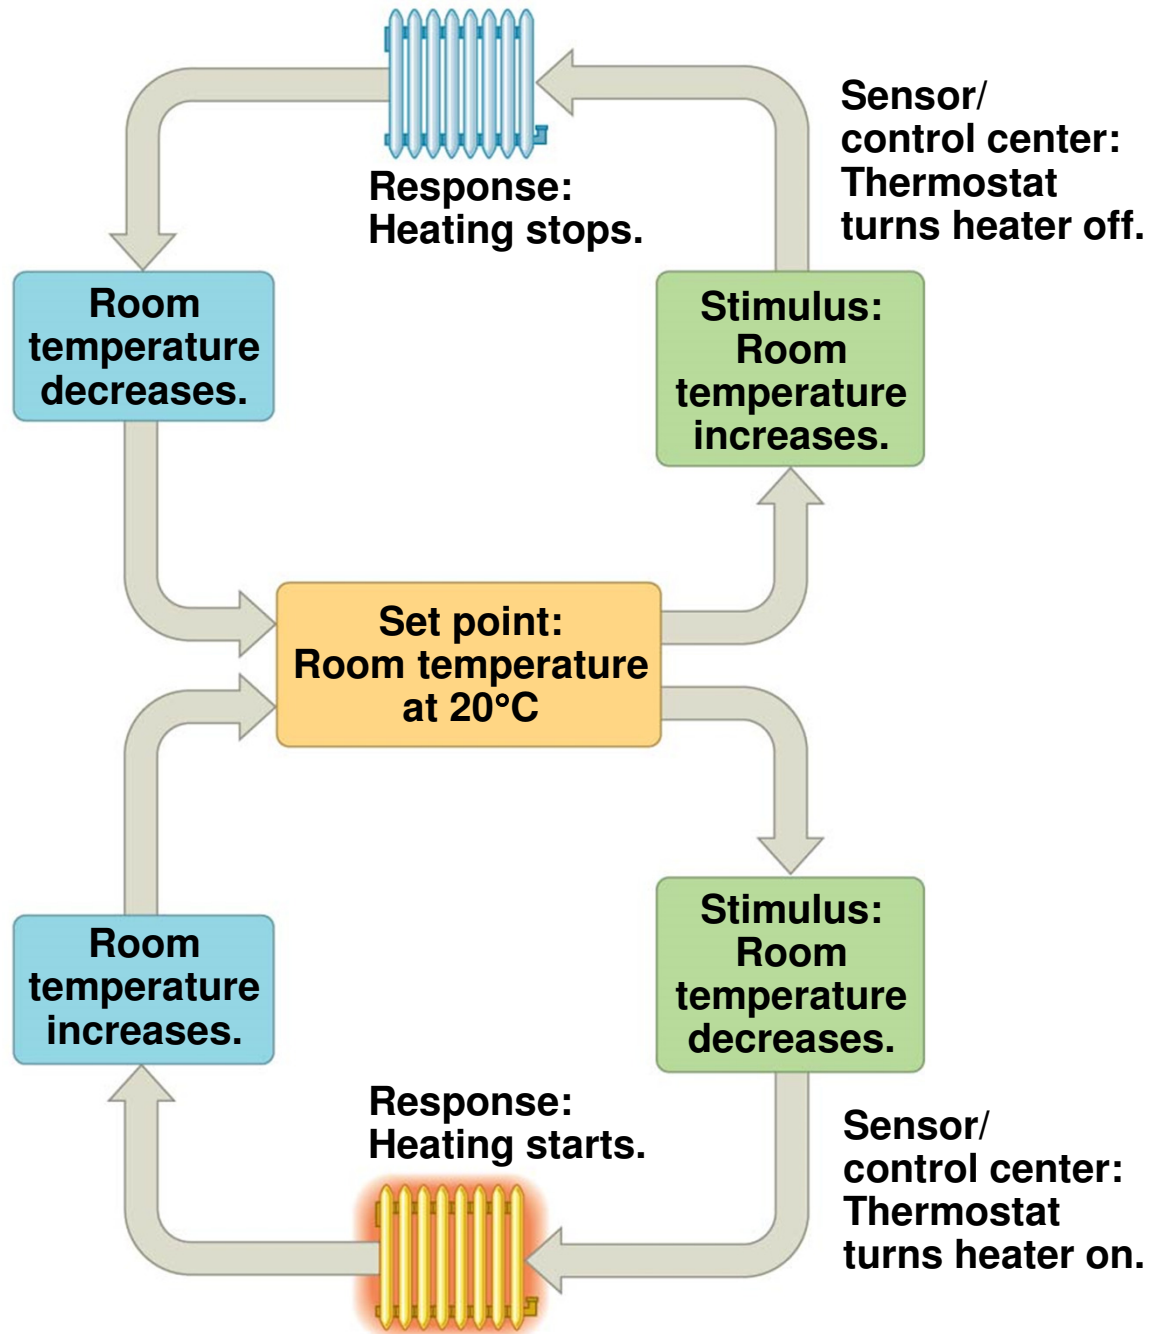 Response:
Heating stops.
Sensor/
control center:
Thermostat
turns heater off.
Room
temperature
decreases.
Stimulus:
Room
temperature
increases.
Set point:
Room temperature
at 20°C
Room
temperature
increases.
Stimulus:
Room
temperature
decreases.
Response:
Heating starts.
Sensor/
control center:
Thermostat
turns heater on.